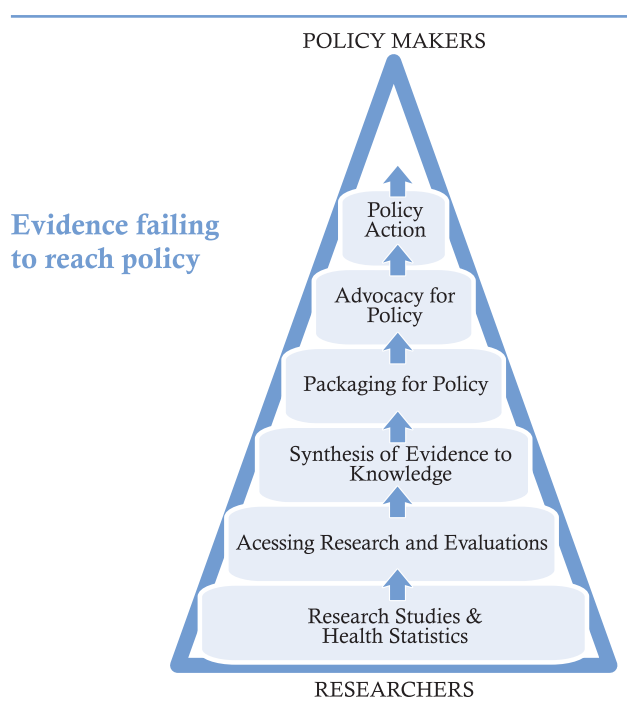 POLICY MAKERS
Evidence failing
to reach policy
Policy
Action
Advocacy for
Policy
Packaging for Policy
Synthesis of Evidence to
Knowledge
Acessing Research and Evaluations
Research Studies &
Health Statistics
RESEARCHERS